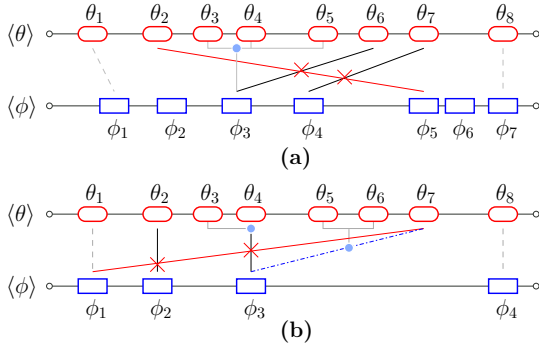 θ₁ θ₂ θ₃ θ₄ θ₅ θ₆ θ₇ θ₈
⟨θ⟩
⟨ϕ⟩
ϕ₁ ϕ₂ ϕ₃ ϕ₄ ϕ₅ ϕ₆ ϕ₇
(a)
θ₁ θ₂ θ₃ θ₄ θ₅ θ₆ θ₇ θ₈
⟨θ⟩
⟨ϕ⟩
ϕ₁ ϕ₂ ϕ₃ ϕ₄
(b)